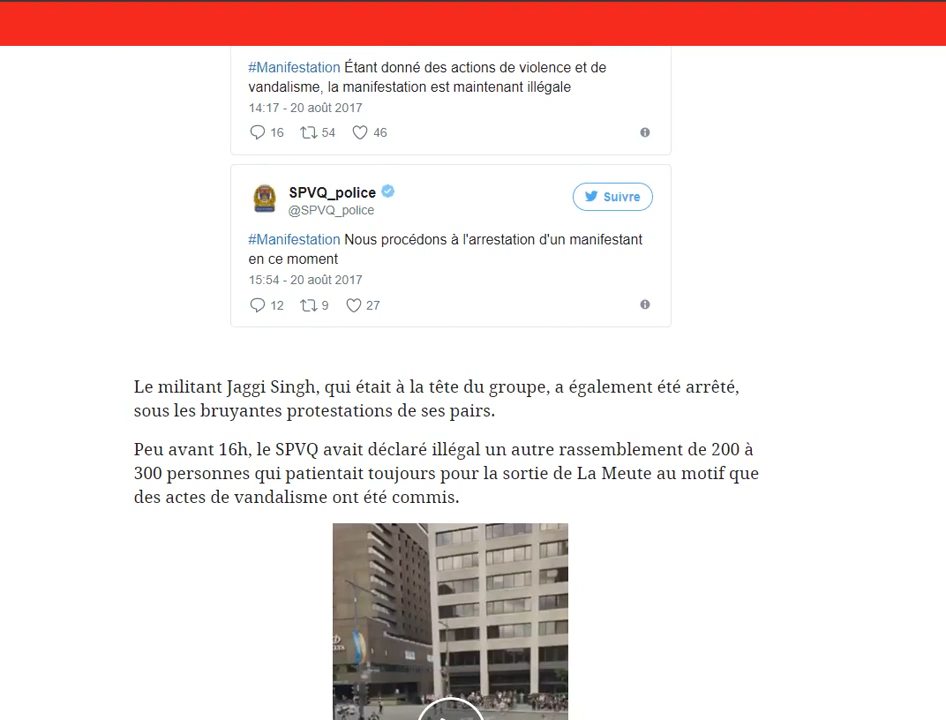 #Manifestation Étant donné des actions de violence et de
vandalisme, la manifestation est maintenant illégale
14:17 - 20 août 2017
16 54 46
SPVQ_police
@SPVQ_police
Suivre
#Manifestation Nous procédons à l'arrestation d'un manifestant
en ce moment
15:54 - 20 août 2017
12 9 27
Le militant Jaggi Singh, qui était à la tête du groupe, a également été arrêté,
sous les bruyantes protestations de ses pairs.
Peu avant 16h, le SPVQ avait déclaré illégal un autre rassemblement de 200 à
300 personnes qui patientait toujours pour la sortie de La Meute au motif que
des actes de vandalisme ont été commis.